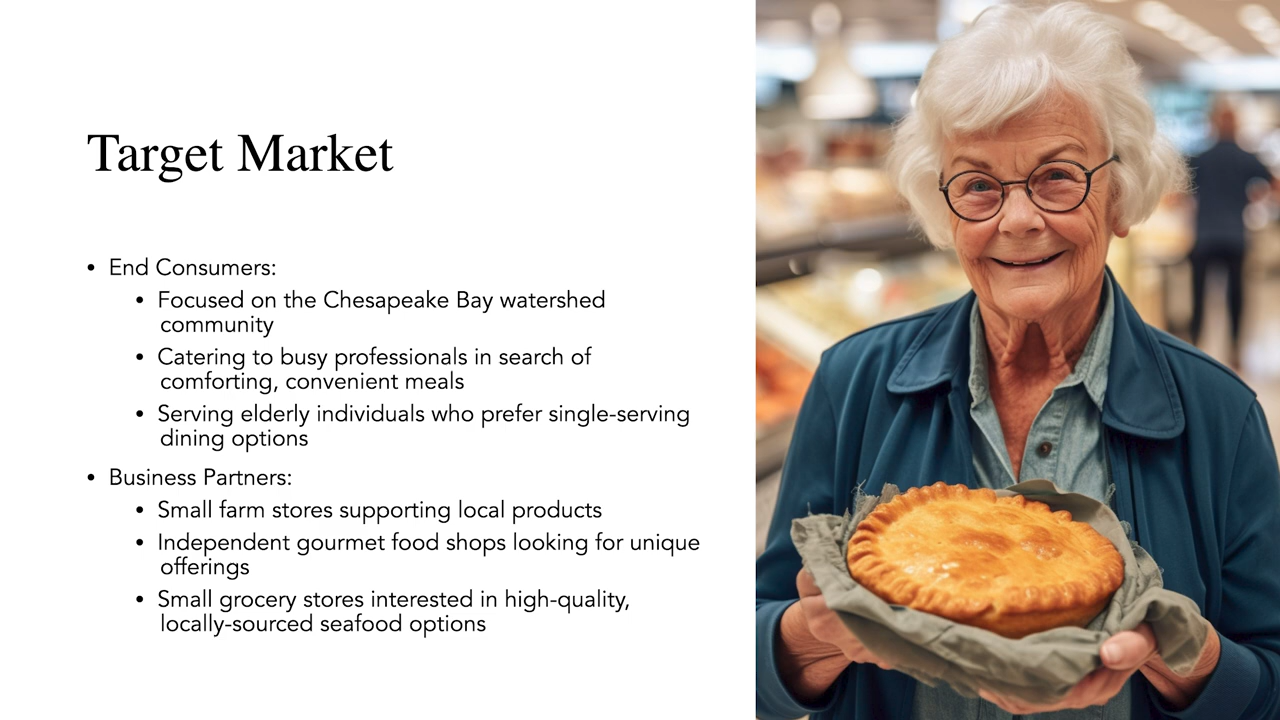 Target Market
• End Consumers:
• Focused on the Chesapeake Bay watershed
community
• Catering to busy professionals in search of
comforting, convenient meals
• Serving elderly individuals who prefer single-serving
dining options
• Business Partners:
• Small farm stores supporting local products
• Independent gourmet food shops looking for unique
offerings
• Small grocery stores interested in high-quality,
locally-sourced seafood options